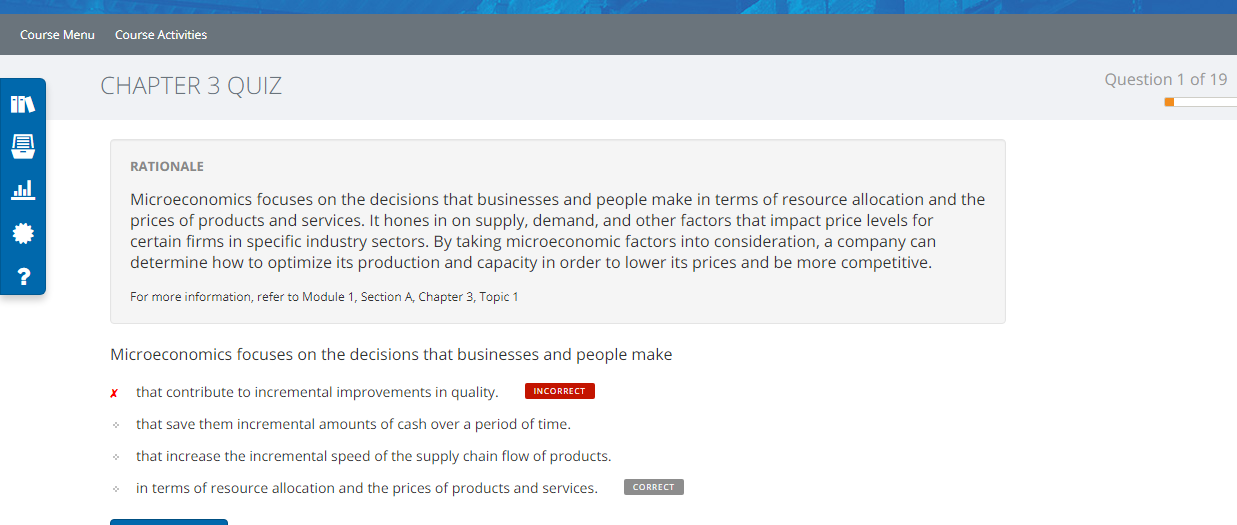 Course Menu Course Activities
CHAPTER 3 QUIZ
Question 1 of 19
RATIONALE
Microeconomics focuses on the decisions that businesses and people make in terms of resource allocation and the
prices of products and services. It hones in on supply, demand, and other factors that impact price levels for
certain firms in specific industry sectors. By taking microeconomic factors into consideration, a company can
determine how to optimize its production and capacity in order to lower its prices and be more competitive.
For more information, refer to Module 1, Section A, Chapter 3, Topic 1
Microeconomics focuses on the decisions that businesses and people make
✗ that contribute to incremental improvements in quality. INCORRECT
that save them incremental amounts of cash over a period of time.
that increase the incremental speed of the supply chain flow of products.
in terms of resource allocation and the prices of products and services. CORRECT
?